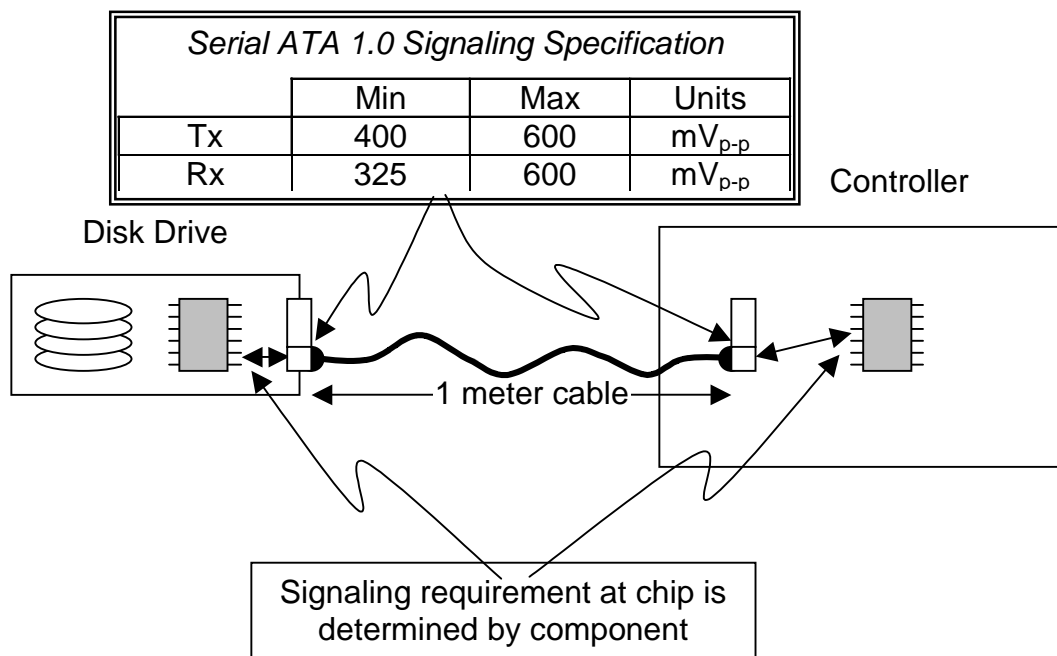 Serial ATA 1.0 Signaling Specification
Min Max Units
Tx 400 600 mVp-p
Rx 325 600 mVp-p
Controller
Disk Drive
1 meter cable
Signaling requirement at chip is
determined by component